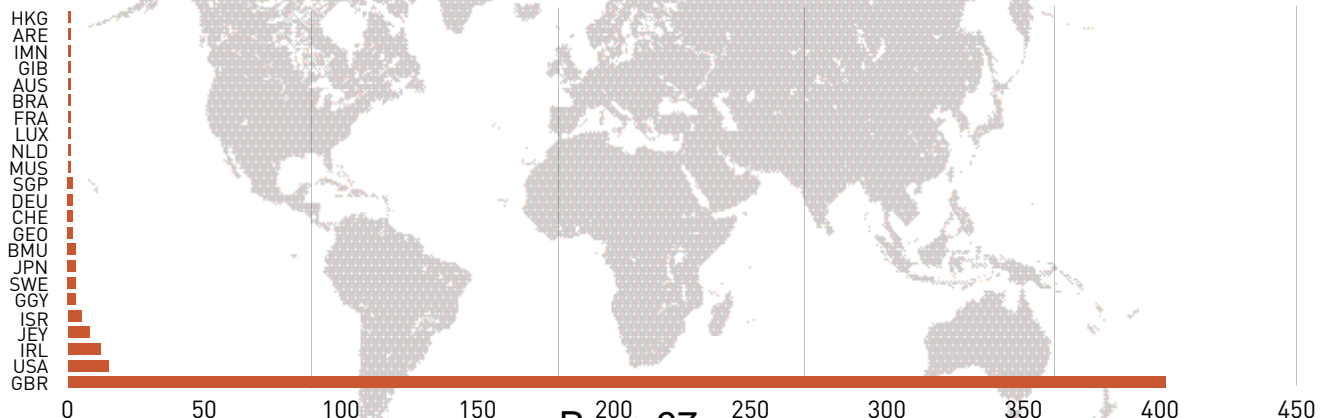 HKG
ARE
IMN
GIB
AUS
BRA
FRA
LUX
NLD
MUS
SGP
DEU
CHE
GEO
BMU
JPN
SWE
GGY
ISR
JEY
IRL
USA
GBR
0 50 100 150 200 250 300 350 400 450